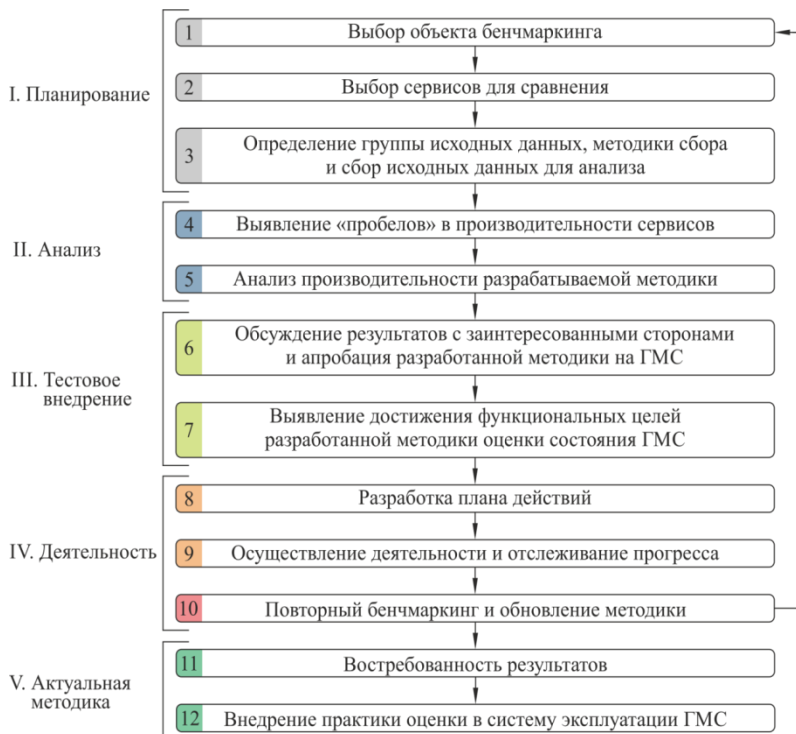 I. Планирование
1
Выбор объекта бенчмаркинга
2
Выбор сервисов для сравнения
3
Определение группы исходных данных, методики сбора
и сбор исходных данных для анализа
II. Анализ
4
Выявление «пробелов» в производительности сервисов
5
Анализ производительности разрабатываемой методики
III. Тестовое
внедрение
6
Обсуждение результатов с заинтересованными сторонами
и апробация разработанной методики на ГМС
7
Выявление достижения функциональных целей
разработанной методики оценки состояния ГМС
IV. Деятельность
8
Разработка плана действий
9
Осуществление деятельности и отслеживание прогресса
10
Повторный бенчмаркинг и обновление методики
V. Актуальная
методика
11
Востребованность результатов
12
Внедрение практики оценки в систему эксплуатации ГМС